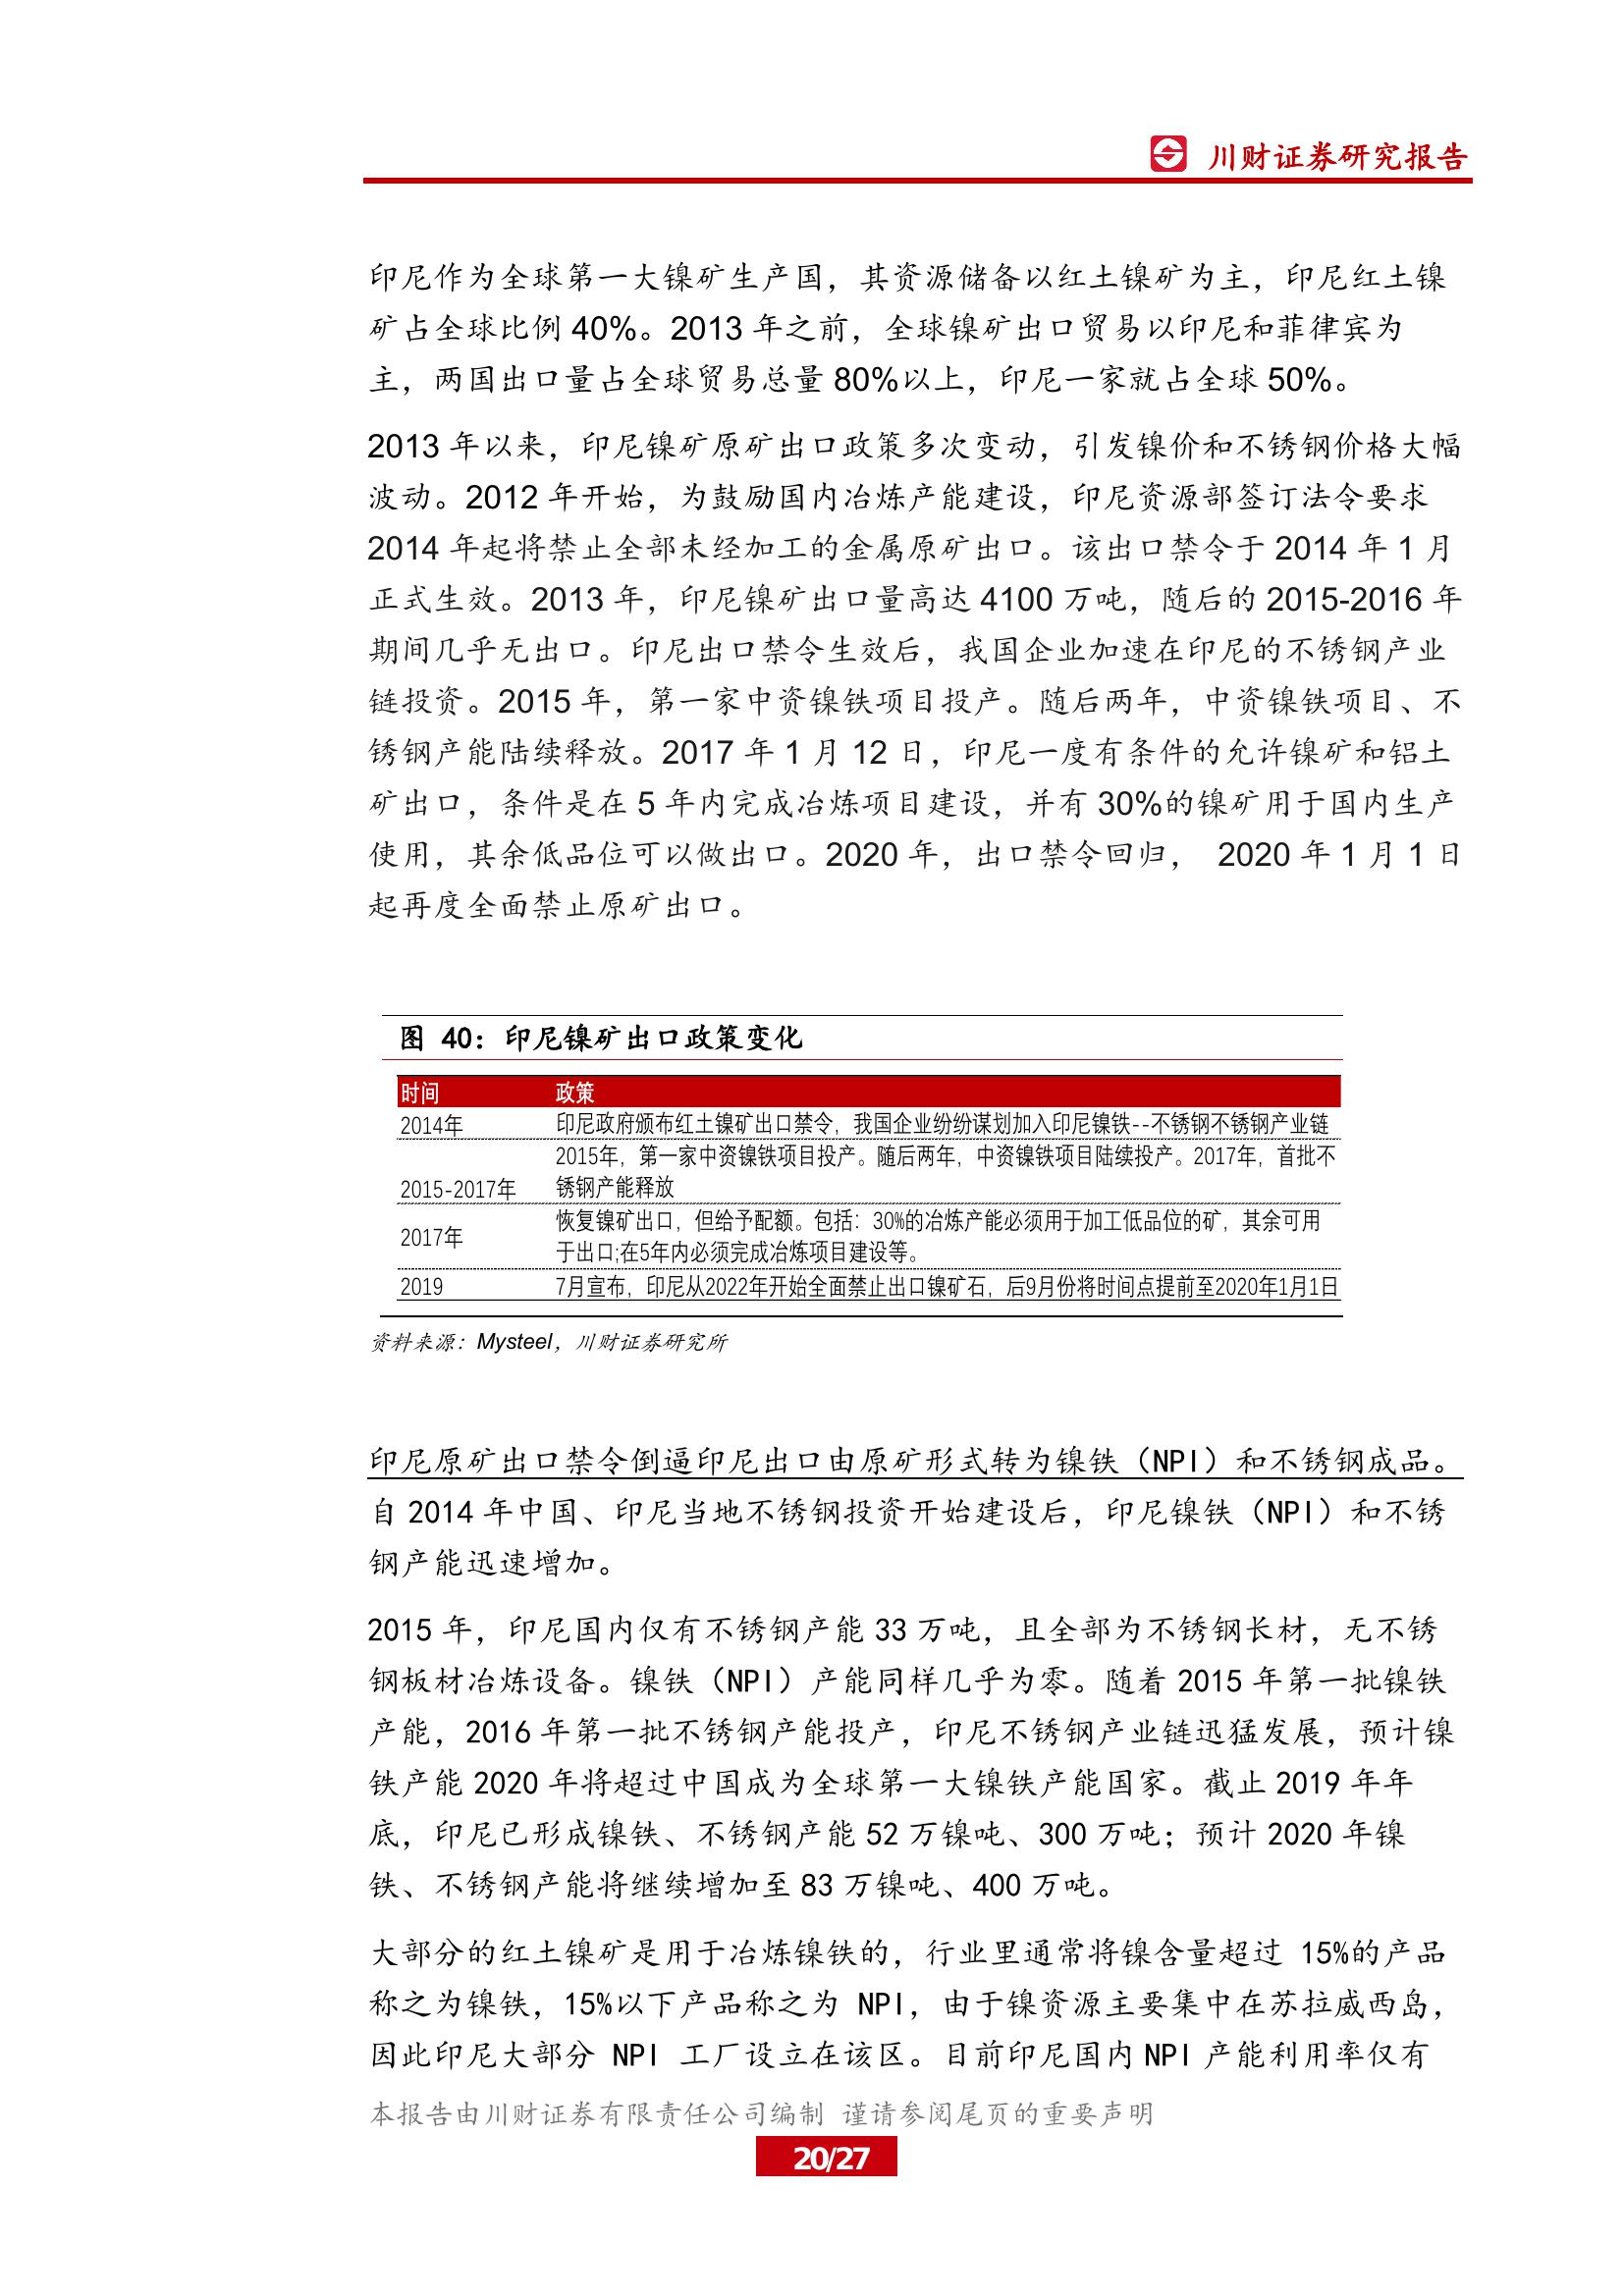 川财证券研究报告
印尼作为全球第一大镍矿生产国，其资源储备以红土镍矿为主，印尼红土镍
矿占全球比例 40%。2013 年之前，全球镍矿出口贸易以印尼和菲律宾为
主，两国出口量占全球贸易总量 80%以上，印尼一家就占全球 50%。
2013 年以来，印尼镍矿原矿出口政策多次变动，引发镍价和不锈钢价格大幅
波动。2012 年开始，为鼓励国内冶炼产能建设，印尼资源部签订法令要求
2014 年起将禁止全部未经加工的金属原矿出口。该出口禁令于 2014 年 1 月
正式生效。2013 年，印尼镍矿出口量高达 4100 万吨，随后的 2015-2016 年
期间几乎无出口。印尼出口禁令生效后，我国企业加速在印尼的不锈钢产业
链投资。2015 年，第一家中资镍铁项目投产。随后两年，中资镍铁项目、不
锈钢产能陆续释放。2017 年 1 月 12 日，印尼一度有条件的允许镍矿和铝土
矿出口，条件是在 5 年内完成冶炼项目建设，并有 30%的镍矿用于国内生产
使用，其余低品位可以做出口。2020 年，出口禁令回归， 2020 年 1 月 1 日
起再度全面禁止原矿出口。
图 40：印尼镍矿出口政策变化
时间 政策
2014年 印尼政府颁布红土镍矿出口禁令，我国企业纷纷谋划加入印尼镍铁--不锈钢不锈钢产业链
2015年，第一家中资镍铁项目投产。随后两年，中资镍铁项目陆续投产。2017年，首批不
2015-2017年 锈钢产能释放
恢复镍矿出口，但给予配额。包括：30%的冶炼产能必须用于加工低品位的矿，其余可用
2017年
于出口;在5年内必须完成冶炼项目建设等。
2019 7月宣布，印尼从2022年开始全面禁止出口镍矿石，后9月份将时间点提前至2020年1月1日
资料来源：Mysteel，川财证券研究所
印尼原矿出口禁令倒逼印尼出口由原矿形式转为镍铁（NPI）和不锈钢成品。
自 2014 年中国、印尼当地不锈钢投资开始建设后，印尼镍铁（NPI）和不锈
钢产能迅速增加。
2015 年，印尼国内仅有不锈钢产能 33 万吨，且全部为不锈钢长材，无不锈
钢板材冶炼设备。镍铁（NPI）产能同样几乎为零。随着 2015 年第一批镍铁
产能，2016 年第一批不锈钢产能投产，印尼不锈钢产业链迅猛发展，预计镍
铁产能 2020 年将超过中国成为全球第一大镍铁产能国家。截止 2019 年年
底，印尼已形成镍铁、不锈钢产能 52 万镍吨、300 万吨；预计 2020 年镍
铁、不锈钢产能将继续增加至 83 万镍吨、400 万吨。
大部分的红土镍矿是用于冶炼镍铁的，行业里通常将镍含量超过 15%的产品
称之为镍铁，15%以下产品称之为 NPI，由于镍资源主要集中在苏拉威西岛，
因此印尼大部分 NPI 工厂设立在该区。目前印尼国内 NPI 产能利用率仅有
本报告由川财证券有限责任公司编制 谨请参阅尾页的重要声明
20/27